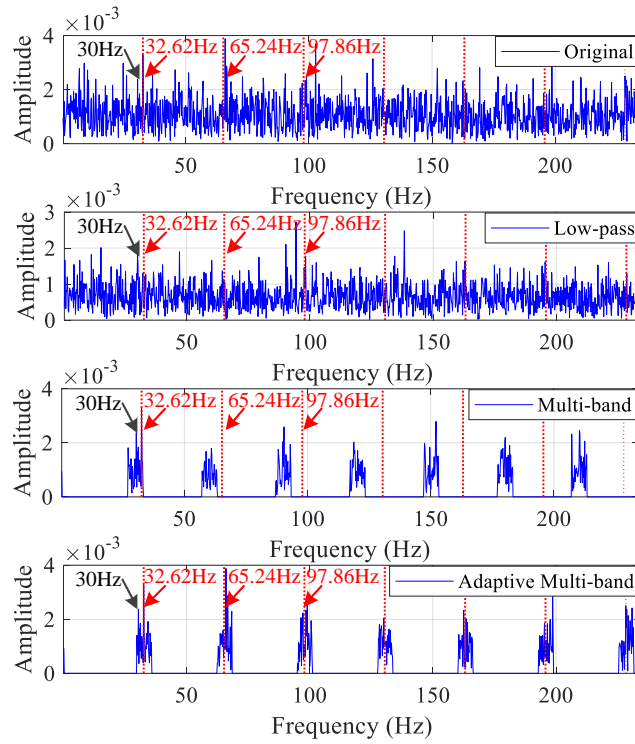 ×10⁻³
4
3
2
1
0
Amplitude
30Hz
32.62Hz
65.24Hz
97.86Hz
Original
50
100
150
200
Frequency (Hz)
×10⁻³
3
2
1
0
Amplitude
30Hz
32.62Hz
65.24Hz
97.86Hz
Low-pass
50
100
150
200
Frequency (Hz)
×10⁻³
4
2
0
Amplitude
30Hz
32.62Hz
65.24Hz
97.86Hz
Multi-band
50
100
150
200
Frequency (Hz)
×10⁻³
4
2
0
Amplitude
30Hz
32.62Hz
65.24Hz
97.86Hz
Adaptive Multi-band
50
100
150
200
Frequency (Hz)